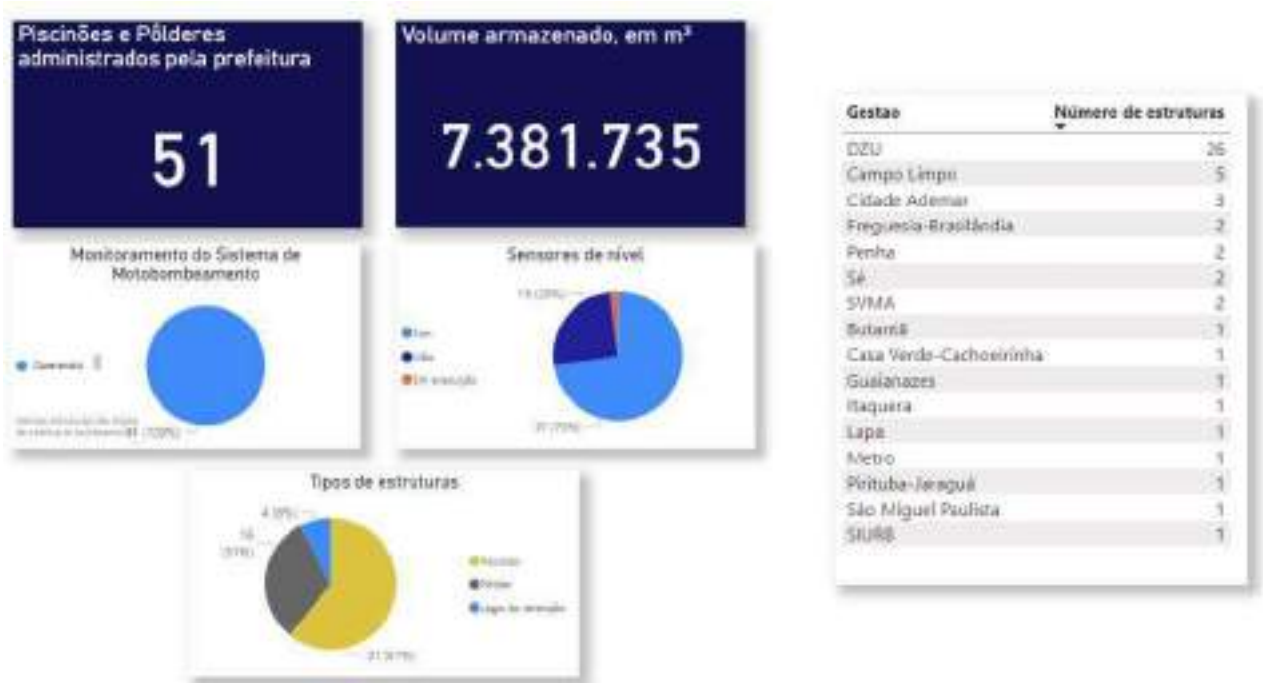 Piscinões e Pôlderes
administrados pela prefeitura
51
Volume armazenado, em m³
7.381.735
Monitoramento do Sistema de
Motobombeamento
Sensores de nível
Tipos de estruturas
4 (8%)
Gestao Número de estruturas
DZU 26
Campo Limpo 5
Cidade Ademar 3
Freguesia-Brasilândia 2
Penha 2
Sé 2
SVMA 2
Butantã 1
Casa Verde-Cachoeirinha 1
Guaianazes 1
Itaquera 1
Lapa 1
Metro 1
Pirituba-Jaraguá 1
São Miguel Paulista 1
SIURB 1